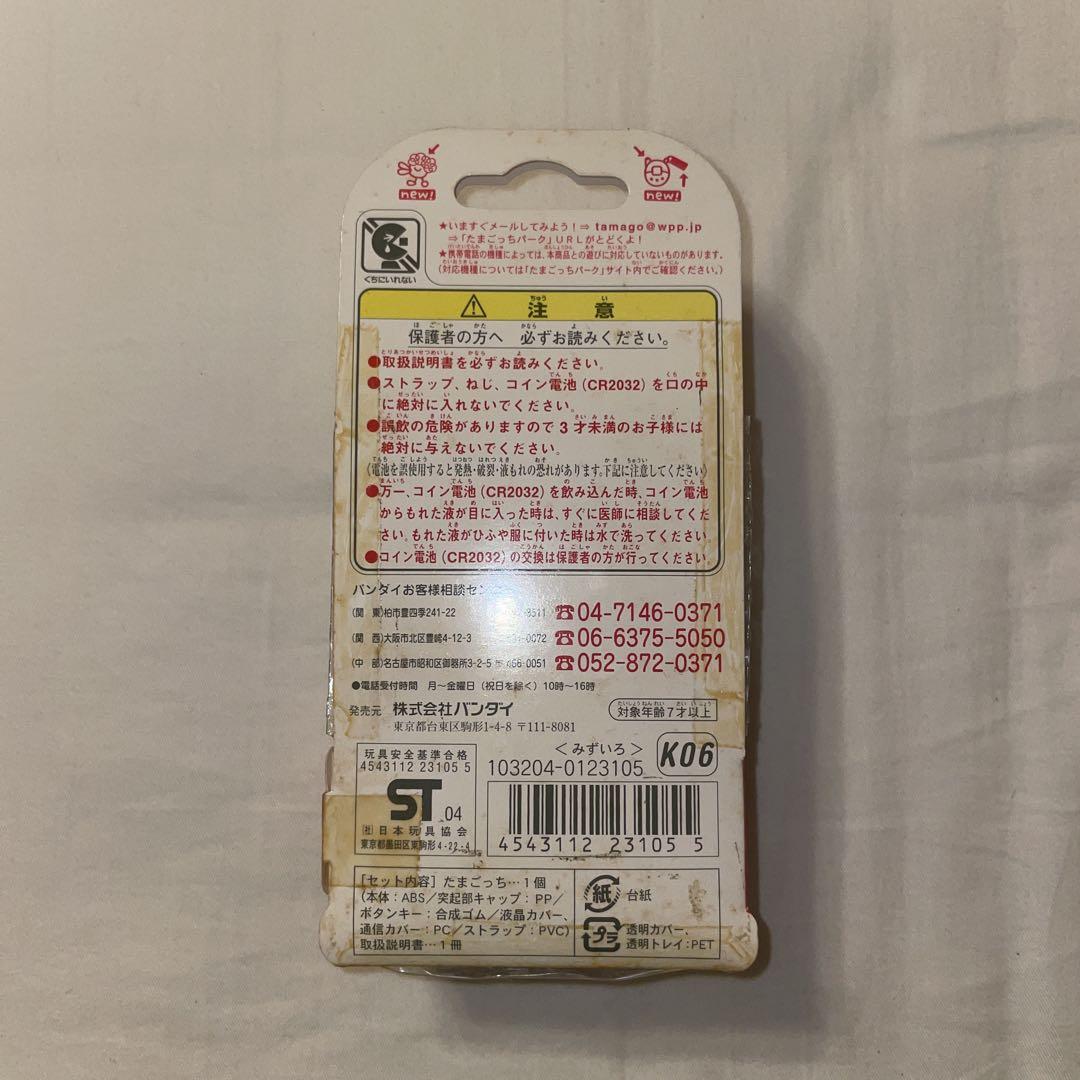 new!
new!
★いますぐメールしてみよう！⇒ tamago@wpp.jp
⇒「たまごっちパーク」URLがとどくよ！
★携帯電話の機種によっては、本商品との遊びに対応していないものがあります。
(対応機種については「たまごっちパーク」サイト内でご確認ください。)
くちにいれない
注意
保護者の方へ 必ずお読みください。
●取扱説明書を必ずお読みください。
●ストラップ、ねじ、コイン電池(CR2032)を口の中
に絶対に入れないでください。
●誤飲の危険がありますので3才未満のお子様には
絶対に与えないでください。
(電池を誤使用すると発熱・破裂・液もれの恐れがあります。下記に注意してください)
●万一、コイン電池(CR2032)を飲み込んだ時、コイン電池
からもれた液が目に入った時は、すぐに医師に相談してくだ
さい。もれた液がひふや服に付いた時は水で洗ってください。
●コイン電池(CR2032)の交換は保護者の方が行ってください。
バンダイお客様相談セン
(関 東)柏市豊四季241-22 8511 ☎04-7146-0371
(関 西)大阪市北区豊崎4-12-3 0072 ☎06-6375-5050
(中 部)名古屋市昭和区御器所3-2-5 〒466-0051 ☎052-872-0371
●電話受付時間 月～金曜日(祝日を除く)10時～16時
発売元 株式会社バンダイ
東京都台東区駒形1-4-8 〒111-8081
対象年齢7才以上
玩具安全基準合格
4543112 23105 5
ST 04
(社)日本玩具協会
東京都墨田区東駒形4-22-4
＜みずいろ＞
103204-0123105
K06
4543112 23105 5
［セット内容］たまごっち…1個
(本体：ABS／突起部キャップ：PP／
ボタンキー：合成ゴム／液晶カバー、
通信カバー：PC／ストラップ：PVC)
取扱説明書…1冊
紙 台紙
プラ 透明カバー、
透明トレイ：PET